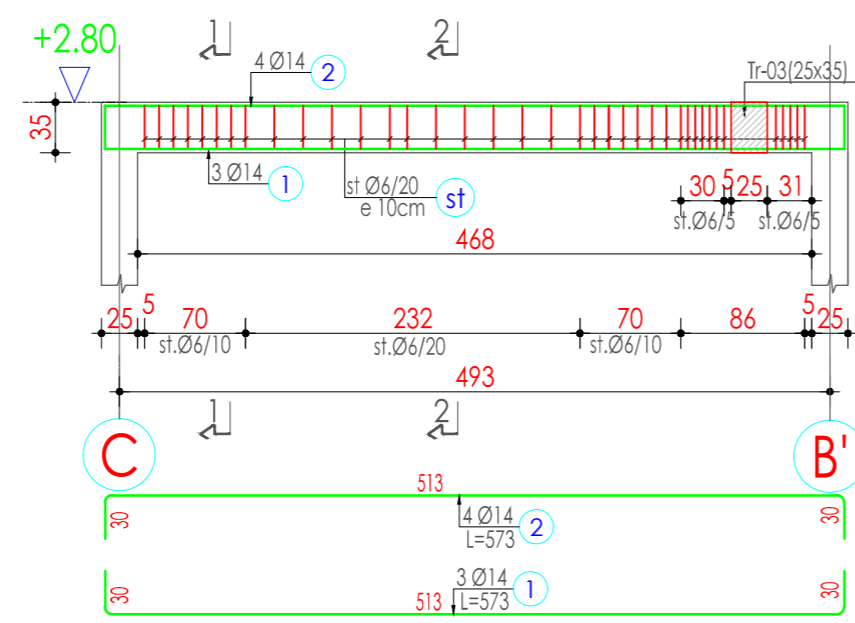 1 2
+2.80
4 Ø14 2
Tr-03(25x35)
35
3 Ø14 1
st Ø6/20 st
e 10cm
30 5 25 31
st.Ø6/5 st.Ø6/5
468
25 5 70 232 70 86 5 25
st.Ø6/10 st.Ø6/20 st.Ø6/10
493
1 2
C B'
513
30 4 Ø14 2 30
L=573
30 3 Ø14 1 30
513 L=573